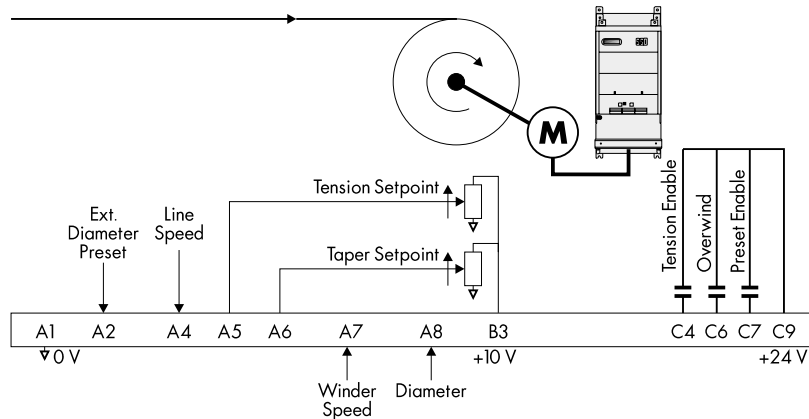 M
Tension Setpoint
Ext.
Diameter
Preset
Line
Speed
Taper Setpoint
Tension Enable
Overwind
Preset Enable
A1 A2 A4 A5 A6 A7 A8 B3 C4 C6 C7 C9
0 V +10 V +24 V
Winder
Speed
Diameter